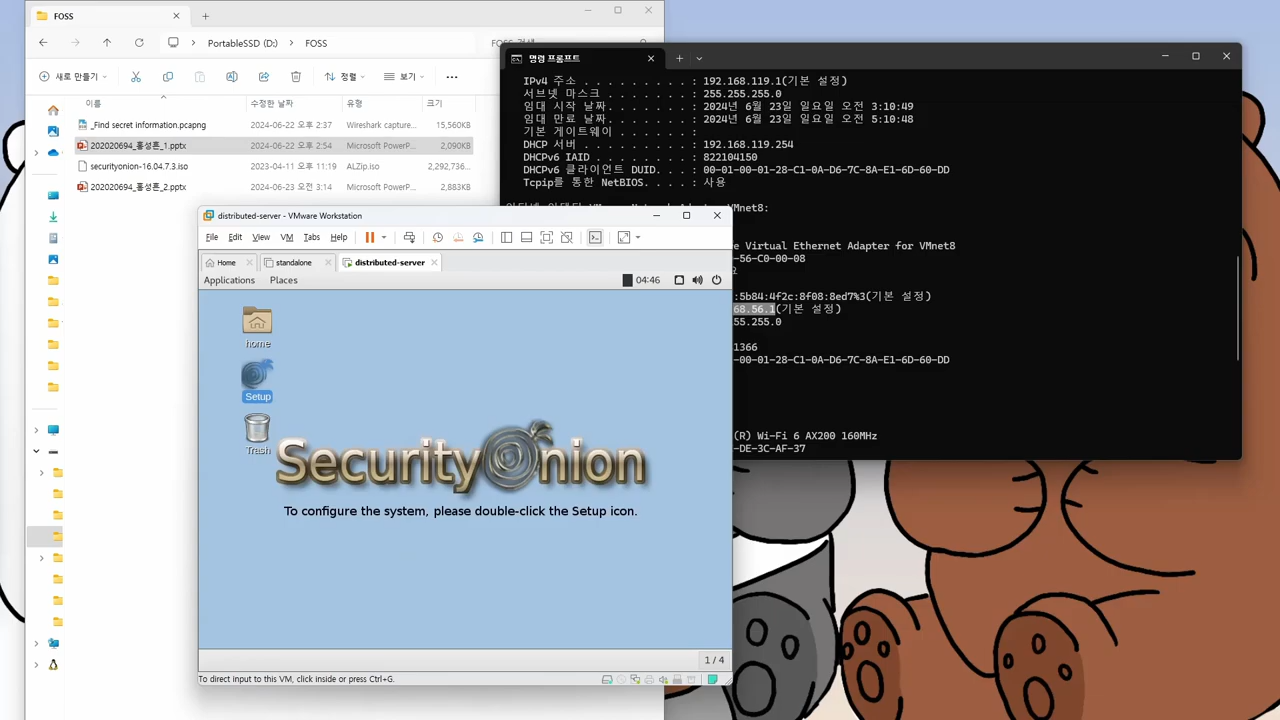 FOSS
PortableSSD (D:) FOSS FOSS 검색
새로 만들기 정렬 보기 ...
이름 수정한 날짜 유형 크기
_Find secret information.pcapng 2024-06-22 오후 2:37 Wireshark capture... 15,560KB
202020694_홍성훈_1.pptx 2024-06-22 오후 2:54 Microsoft PowerP... 2,090KB
securityonion-16.04.7.3.iso 2023-04-11 오후 11:19 ALZip.iso 2,292,736...
202020694_홍성훈_2.pptx 2024-06-23 오전 3:14 Microsoft PowerP... 2,883KB
명령 프롬프트
IPv4 주소 . . . . . . . . . : 192.168.119.1(기본 설정)
서브넷 마스크 . . . . . . . : 255.255.255.0
임대 시작 날짜. . . . . . . : 2024년 6월 23일 일요일 오전 3:10:49
임대 만료 날짜. . . . . . . : 2024년 6월 23일 일요일 오전 5:10:48
기본 게이트웨이 . . . . . . :
DHCP 서버 . . . . . . . . . : 192.168.119.254
DHCPv6 IAID . . . . . . . . : 822104150
DHCPv6 클라이언트 DUID. . . : 00-01-00-01-28-C1-0A-D6-7C-8A-E1-6D-60-DD
Tcpip를 통한 NetBIOS. . . . : 사용
VMnet8:
e Virtual Ethernet Adapter for VMnet8
-56-C0-00-08
:5b84:4f2c:8f08:8ed7%3(기본 설정)
68.56.1(기본 설정)
55.255.0
1366
-00-01-28-C1-0A-D6-7C-8A-E1-6D-60-DD
(R) Wi-Fi 6 AX200 160MHz
-DE-3C-AF-37
distributed-server - VMware Workstation
File Edit View VM Tabs Help
Home standalone distributed-server
Applications Places 04:46
home
Setup
Trash
SecurityOnion
To configure the system, please double-click the Setup icon.
1 / 4
To direct input to this VM, click inside or press Ctrl+G.